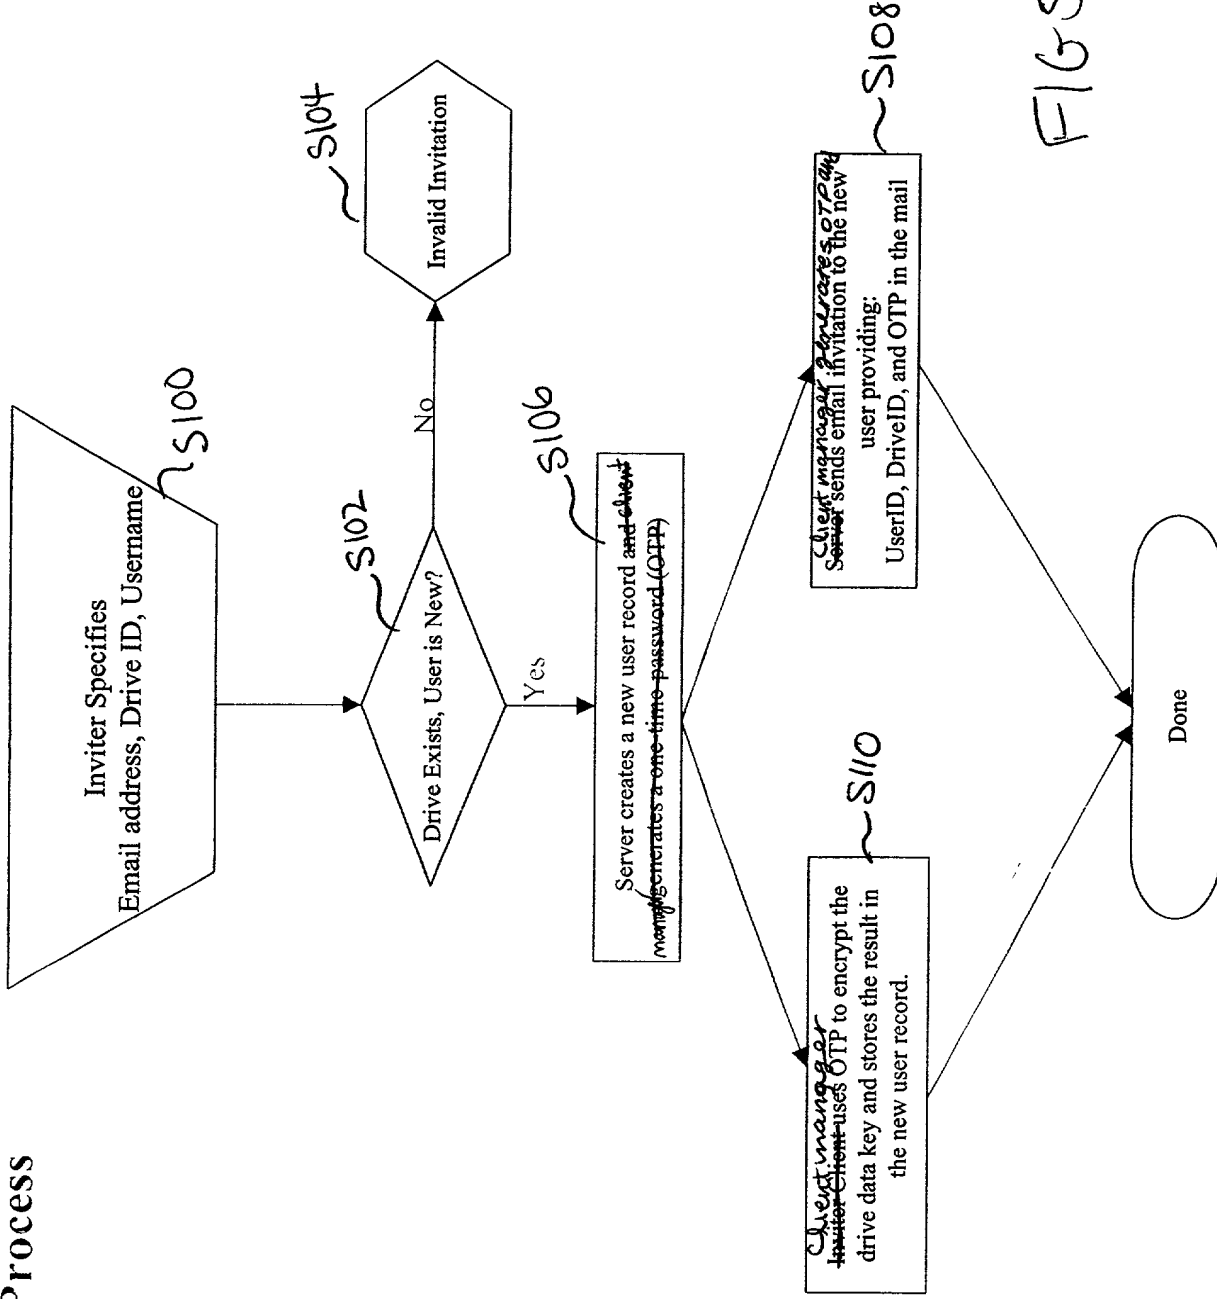 Process
Inviter Specifies
Email address, Drive ID, Username
S100
Drive Exists, User is New?
S102
No
Invalid Invitation
S104
Yes
Server creates a new user record and client
generates a one-time-password (OTP)
S106
Client manager generates OTP and
Server sends email invitation to the new
user providing:
UserID, DriveID, and OTP in the mail
S108
Client manager
Inviter Client uses OTP to encrypt the
drive data key and stores the result in
the new user record.
S110
Done
FIG5